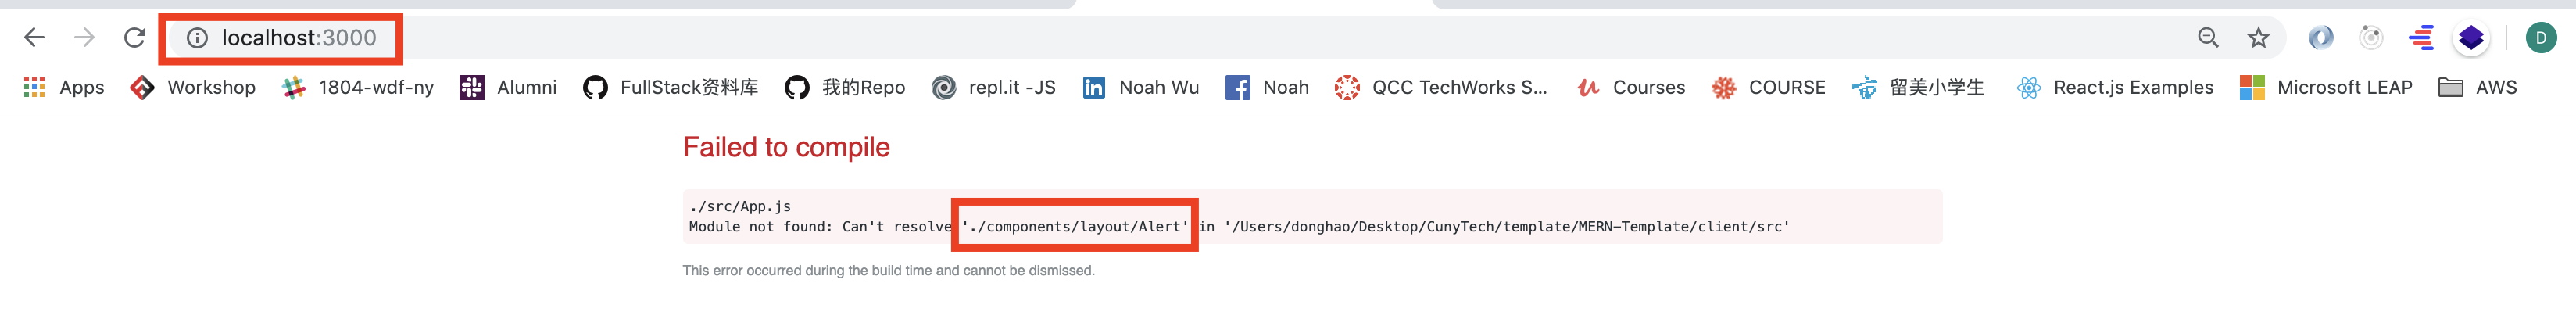 localhost:3000
D
Apps Workshop 1804-wdf-ny Alumni FullStack资料库 我的Repo repl.it -JS Noah Wu Noah QCC TechWorks S... Courses COURSE 留美小学生 React.js Examples Microsoft LEAP AWS
Failed to compile
./src/App.js
Module not found: Can't resolve './components/layout/Alert' in '/Users/donghao/Desktop/CunyTech/template/MERN-Template/client/src'
This error occurred during the build time and cannot be dismissed.